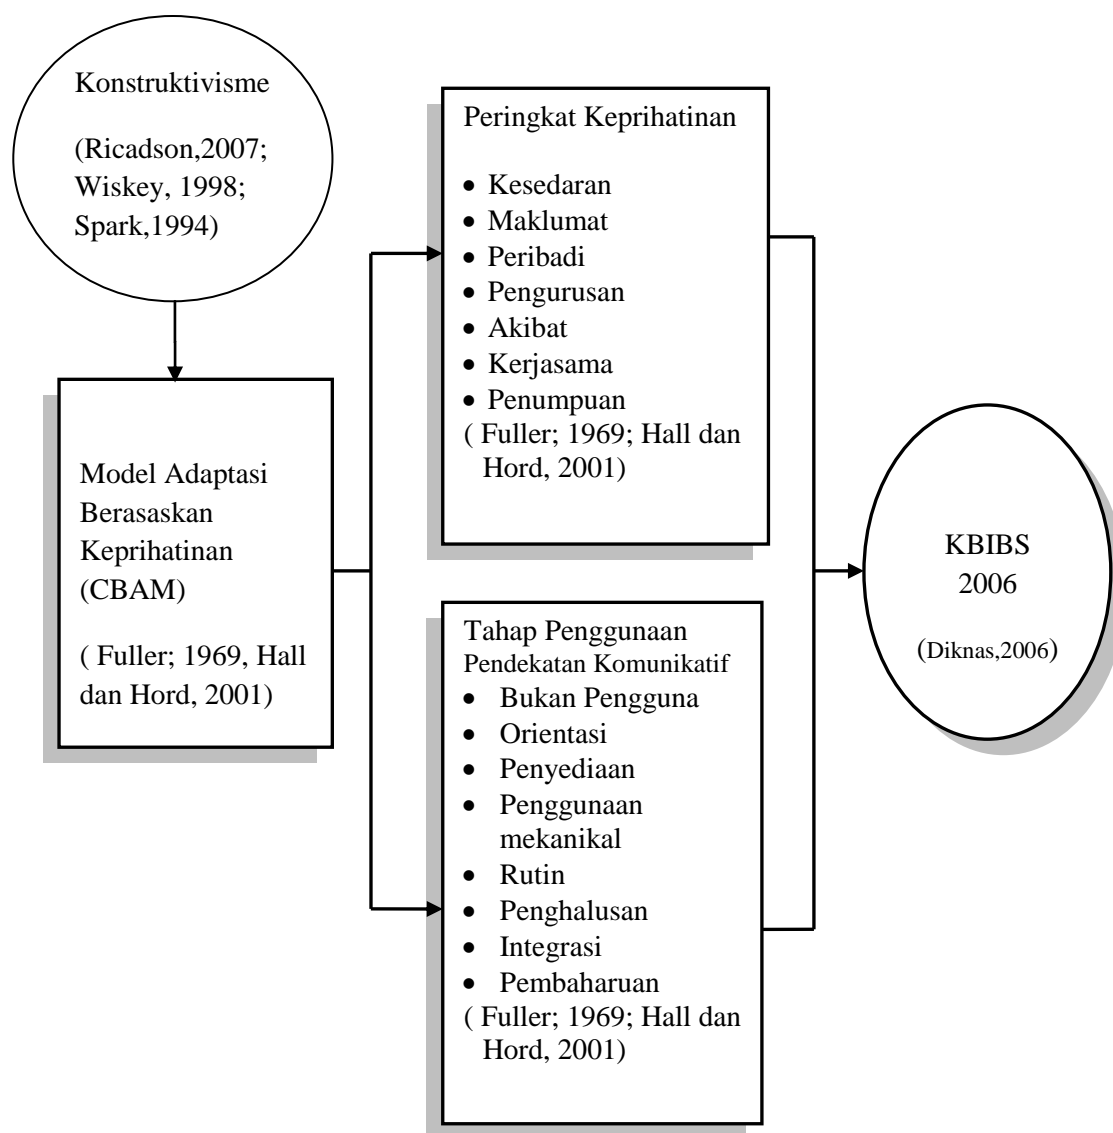 Konstruktivisme
(Ricadson,2007;
Wiskey, 1998;
Spark,1994)
Model Adaptasi
Berasaskan
Keprihatinan
(CBAM)
( Fuller; 1969, Hall
dan Hord, 2001)
Peringkat Keprihatinan
• Kesedaran
• Maklumat
• Peribadi
• Pengurusan
• Akibat
• Kerjasama
• Penumpuan
( Fuller; 1969; Hall dan
Hord, 2001)
Tahap Penggunaan
Pendekatan Komunikatif
• Bukan Pengguna
• Orientasi
• Penyediaan
• Penggunaan
mekanikal
• Rutin
• Penghalusan
• Integrasi
• Pembaharuan
( Fuller; 1969; Hall dan
Hord, 2001)
KBIBS
2006
(Diknas,2006)